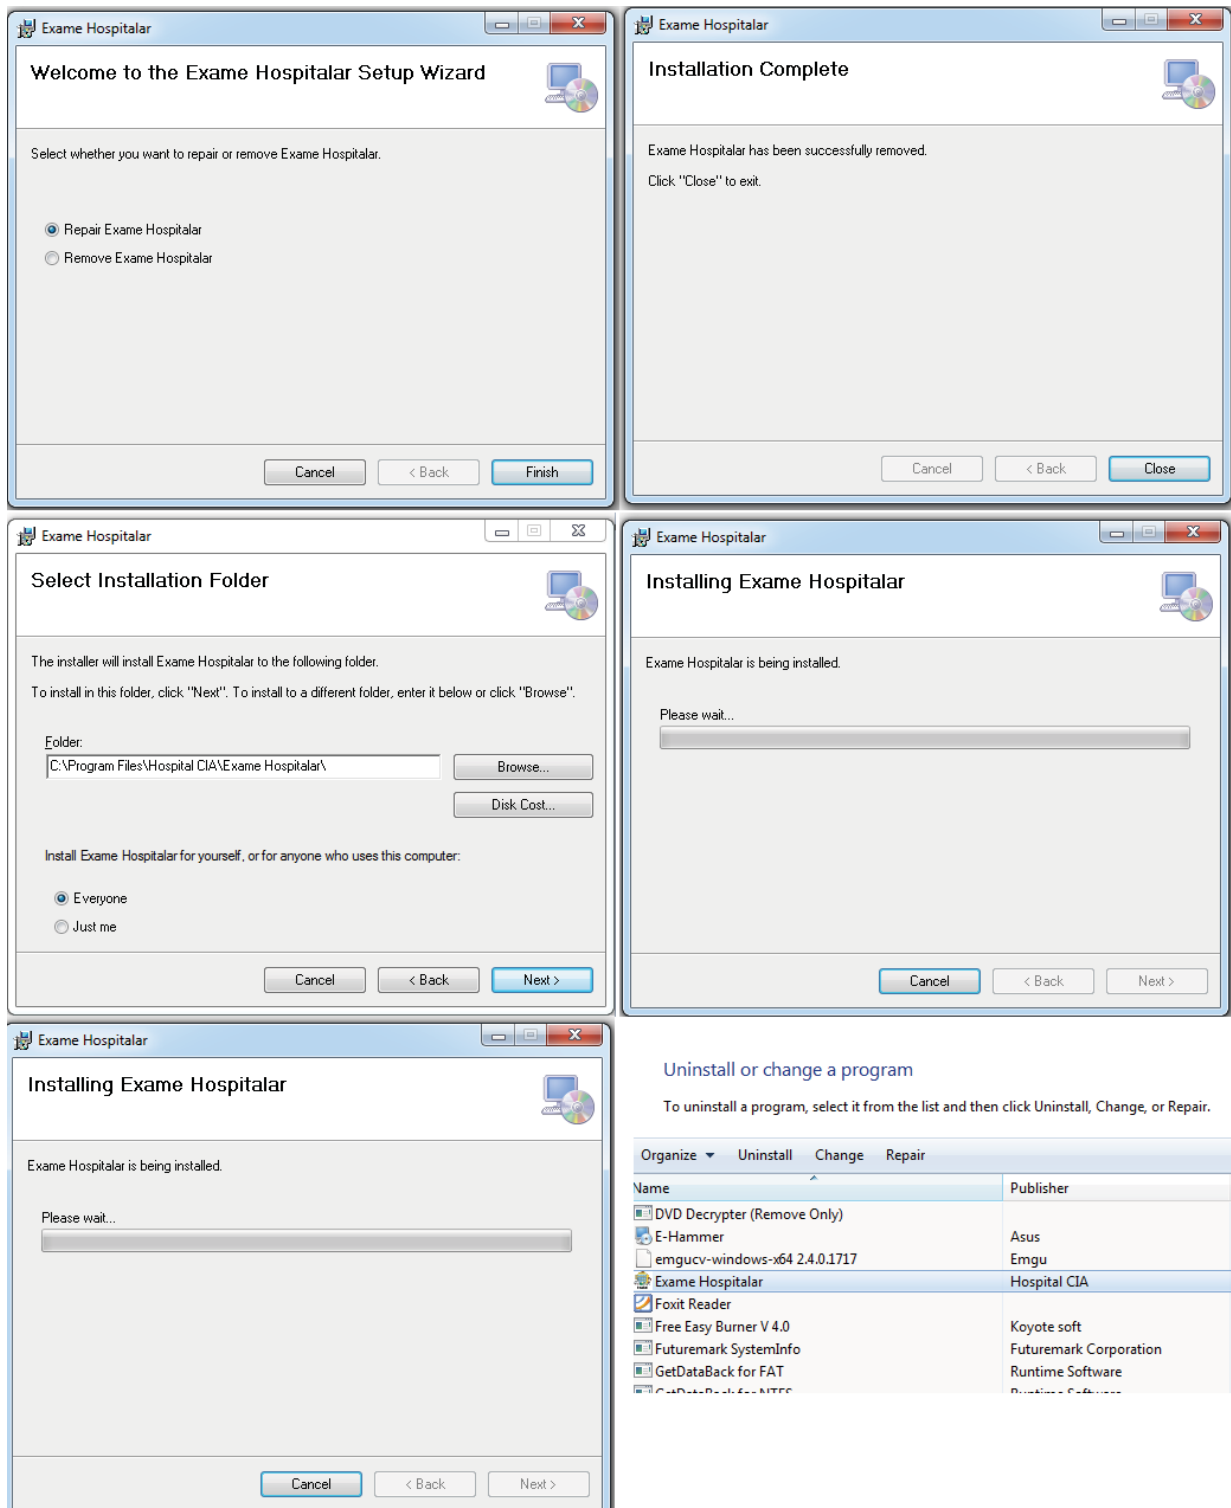 Exame Hospitalar
Welcome to the Exame Hospitalar Setup Wizard
Select whether you want to repair or remove Exame Hospitalar.
Repair Exame Hospitalar
Remove Exame Hospitalar
Cancel
< Back
Finish
Exame Hospitalar
Installation Complete
Exame Hospitalar has been successfully removed.
Click "Close" to exit.
Cancel
< Back
Close
Exame Hospitalar
Select Installation Folder
The installer will install Exame Hospitalar to the following folder.
To install in this folder, click "Next". To install to a different folder, enter it below or click "Browse".
Folder:
C:\Program Files\Hospital CIA\Exame Hospitalar\
Browse...
Disk Cost...
Install Exame Hospitalar for yourself, or for anyone who uses this computer:
Everyone
Just me
Cancel
< Back
Next >
Exame Hospitalar
Installing Exame Hospitalar
Exame Hospitalar is being installed.
Please wait...
Cancel
< Back
Next >
Exame Hospitalar
Installing Exame Hospitalar
Exame Hospitalar is being installed.
Please wait...
Cancel
< Back
Next >
Uninstall or change a program
To uninstall a program, select it from the list and then click Uninstall, Change, or Repair.
Organize Uninstall Change Repair
Name Publisher
DVD Decrypter (Remove Only)
E-Hammer Asus
emgucv-windows-x64 2.4.0.1717 Emgu
Exame Hospitalar Hospital CIA
Foxit Reader
Free Easy Burner V 4.0 Koyote soft
Futuremark SystemInfo Futuremark Corporation
GetDataBack for FAT Runtime Software
GetDataBack for NTFS Runtime Software